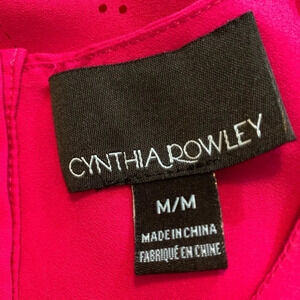 CYNTHIA ROWLEY
M/M
MADE IN CHINA
FABRIQUÉ EN CHINE